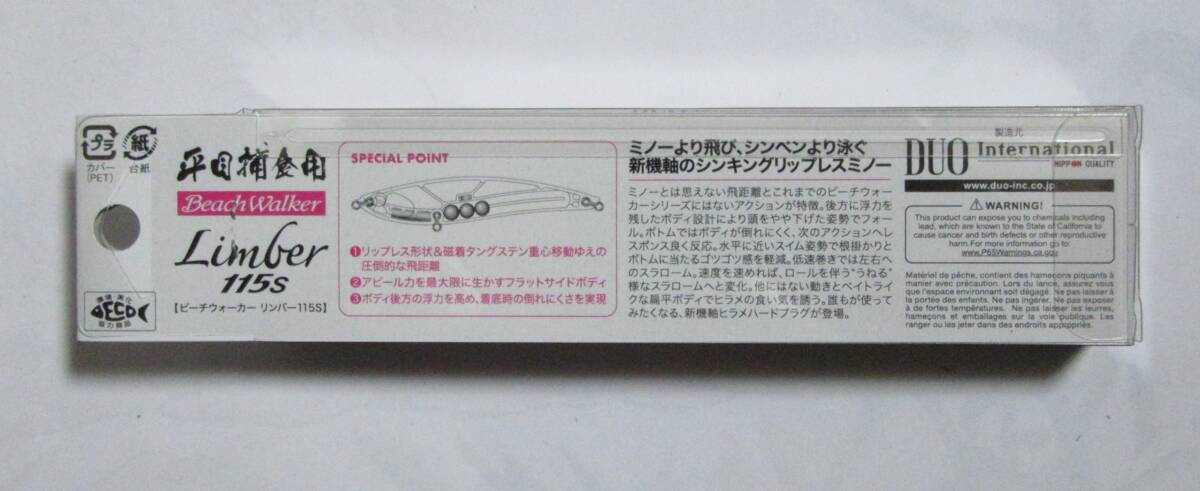 プラ
カバー
(PET)
紙
台紙
環境・美化
ECO
協力商品
平目捕食用
Beach Walker
Limber
115S
【ビーチウォーカー リンバー115S】
SPECIAL POINT
①リップレス形状&磁着タングステン重心移動ゆえの
圧倒的な飛距離
②アピール力を最大限に生かすフラットサイドボディ
③ボディ後方の浮力を高め、着底時の倒れにくさを実現
ミノーより飛び、シンペンより泳ぐ
新機軸のシンキングリップレスミノー
ミノーとは思えない飛距離とこれまでのビーチウォー
カーシリーズにはないアクションが特徴。後方に浮力を
残したボディ設計により頭をやや下げた姿勢でフォー
ル。ボトムではボディが倒れにくく、次のアクションへレ
スポンス良く反応。水平に近いスイム姿勢で根掛かりと
ボトムに当たるゴツゴツ感を軽減。低速巻きでは左右へ
のスラローム。速度を速めれば、ロールを伴う“うねる”
様なスラロームへと変化。他にはない動きとベイトライ
クな扁平ボディでヒラメの食い気を誘う。誰もが使って
みたくなる、新機軸ヒラメハードプラグが登場。
製造元
DUO International
NIPPON QUALITY
www.duo-inc.co.jp
⚠ WARNING!
This product can expose you to chemicals including
lead, which are known to the State of California to
cause cancer and birth defects or other reproductive
harm. For more information go to:
www.P65Warnings.ca.gov
Matériel de pêche, contient des hameçons piquants à
manier avec précaution. Lors du lancé, assurez vous
que l'espace environnant soit dégagé. Ne pas laisser à
la portée des enfants. Ne pas ingérer. Ne pas exposer
à de fortes températures. Ne pas laisser les leurres,
hameçons et emballages sur la voie publique. Les
ranger ou les jeter dans des endroits appropriés.